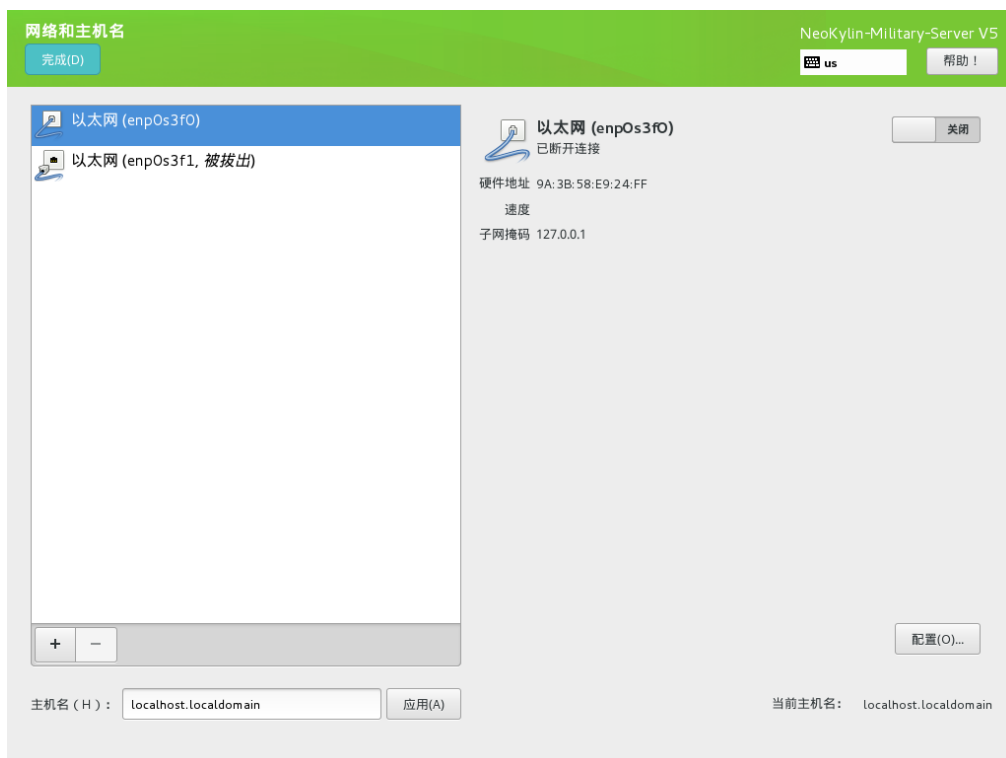 网络和主机名
NeoKylin-Military-Server V5
完成(D)
us
帮助！
以太网 (enp0s3f0)
以太网 (enp0s3f1, 被拔出)
以太网 (enp0s3f0)
已断开连接
关闭
硬件地址 9A:3B:58:E9:24:FF
速度
子网掩码 127.0.0.1
+ −
配置(O)...
主机名（H）: localhost.localdomain 应用(A)
当前主机名: localhost.localdomain